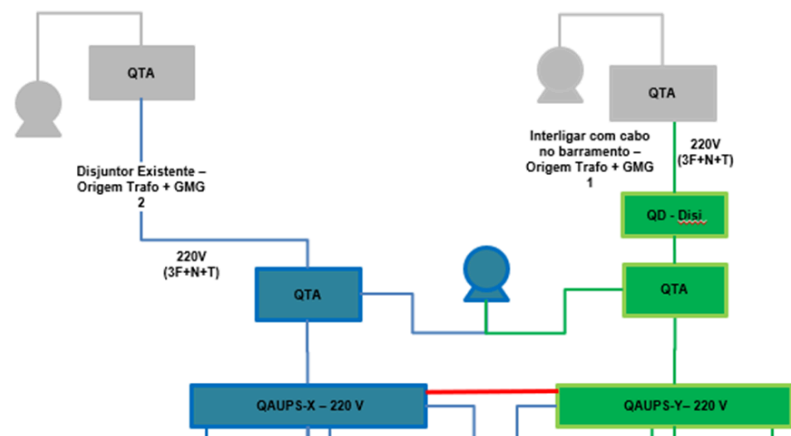 QTA
QTA
Disjuntor Existente –
Origem Trafo + GMG
2
Interligar com cabo
no barramento –
Origem Trafo + GMG
1
220V
(3F+N+T)
QD - Disj
220V
(3F+N+T)
QTA
QTA
QAUPS-X – 220 V
QAUPS-Y– 220 V